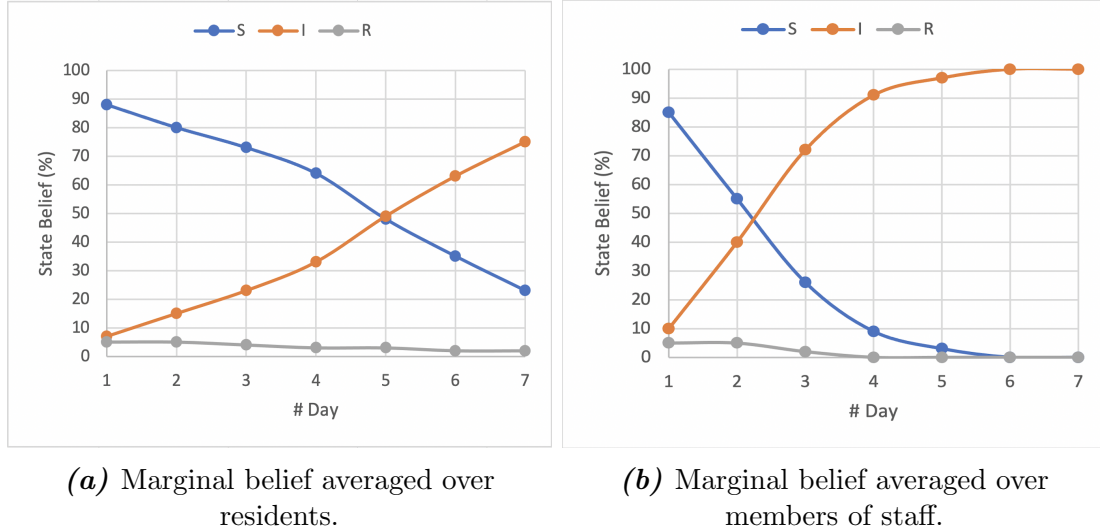 S I R
100
90
80
70
60
50
40
30
20
10
0
State Belief (%)
1 2 3 4 5 6 7
# Day
(a) Marginal belief averaged over
residents.
S I R
100
90
80
70
60
50
40
30
20
10
0
State Belief (%)
1 2 3 4 5 6 7
# Day
(b) Marginal belief averaged over
members of staff.